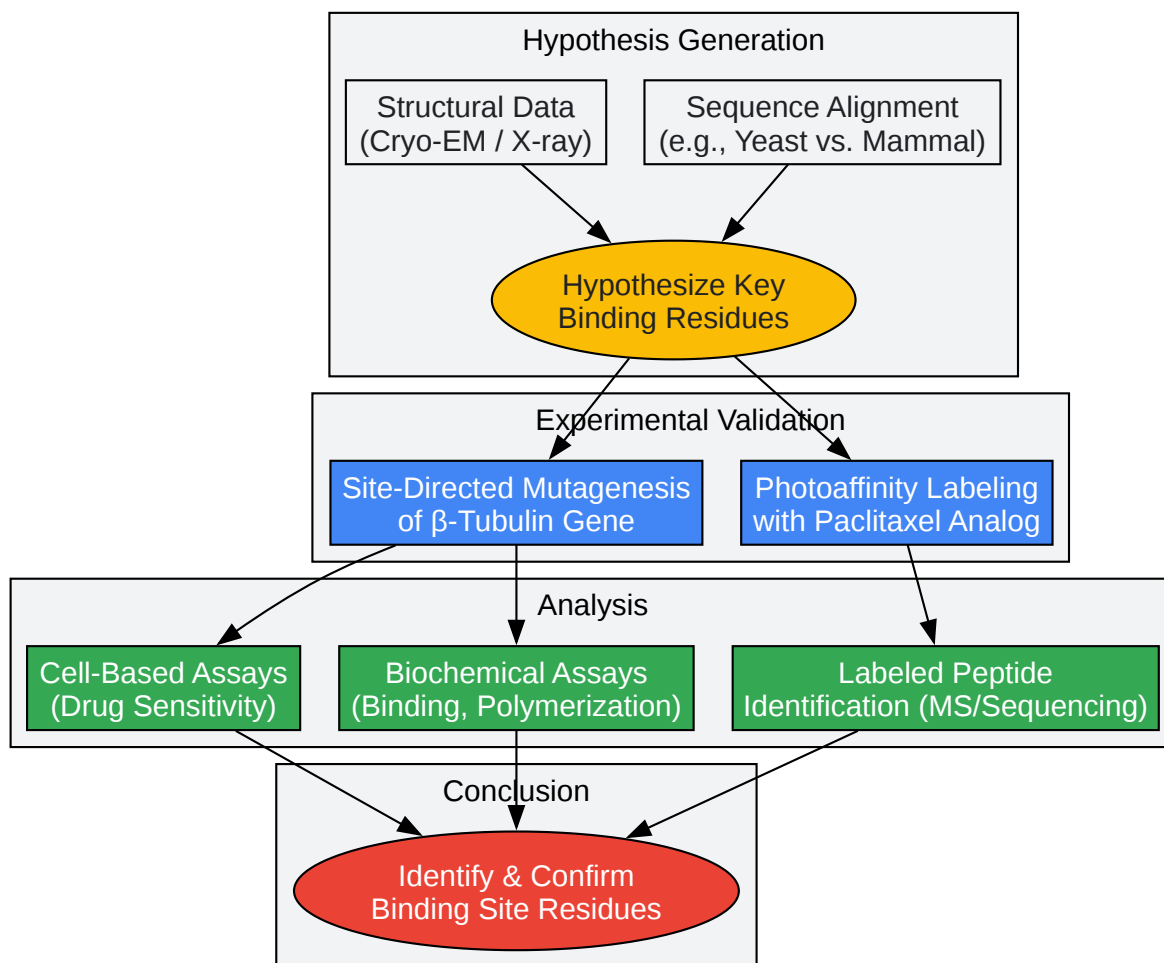 Hypothesis Generation
Structural Data
(Cryo-EM / X-ray)
Sequence Alignment
(e.g., Yeast vs. Mammal)
Hypothesize Key
Binding Residues
Experimental Validation
Site-Directed Mutagenesis
of β-Tubulin Gene
Photoaffinity Labeling
with Paclitaxel Analog
Analysis
Cell-Based Assays
(Drug Sensitivity)
Biochemical Assays
(Binding, Polymerization)
Labeled Peptide
Identification (MS/Sequencing)
Conclusion
Identify & Confirm
Binding Site Residues